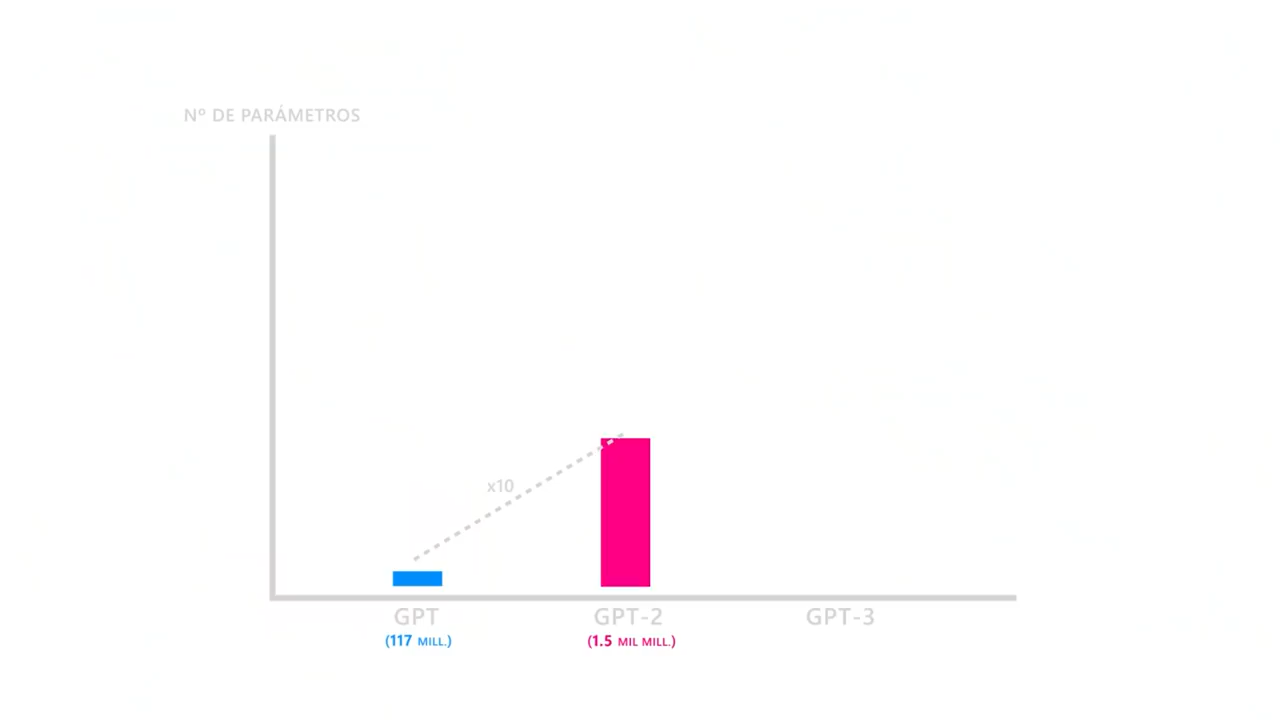 Nº DE PARÁMETROS
x10
GPT GPT-2 GPT-3
(117 MILL.) (1.5 MIL MILL.)